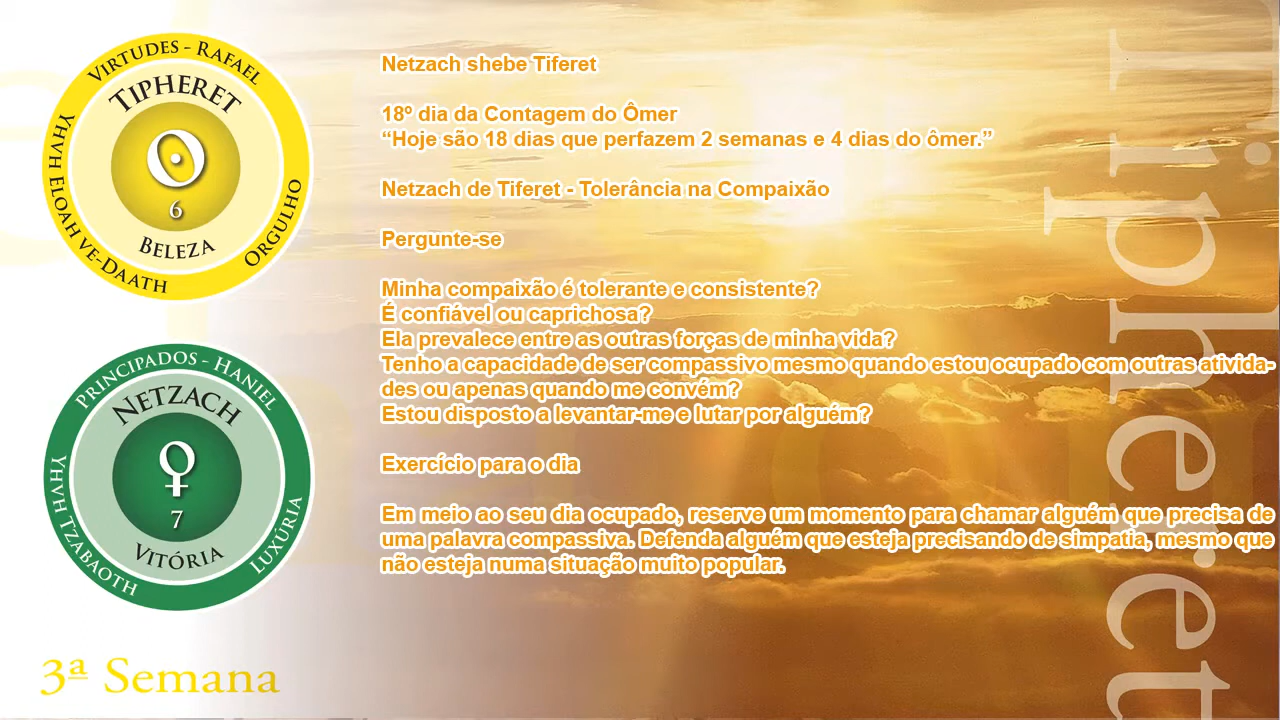 VIRTUDES - RAFAEL
TIPHERET
6
BELEZA
YHVH ELOAH VE-DAATH
ORGULHO
PRINCIPADOS - HANIEL
NETZACH
7
VITÓRIA
YHVH TZABAOTH
LUXÚRIA
3ª Semana
Netzach shebe Tiferet
18º dia da Contagem do Ômer
“Hoje são 18 dias que perfazem 2 semanas e 4 dias do ômer.”
Netzach de Tiferet - Tolerância na Compaixão
Pergunte-se
Minha compaixão é tolerante e consistente?
É confiável ou caprichosa?
Ela prevalece entre as outras forças de minha vida?
Tenho a capacidade de ser compassivo mesmo quando estou ocupado com outras ativida-
des ou apenas quando me convém?
Estou disposto a levantar-me e lutar por alguém?
Exercício para o dia
Em meio ao seu dia ocupado, reserve um momento para chamar alguém que precisa de
uma palavra compassiva. Defenda alguém que esteja precisando de simpatia, mesmo que
não esteja numa situação muito popular.
Tipheret